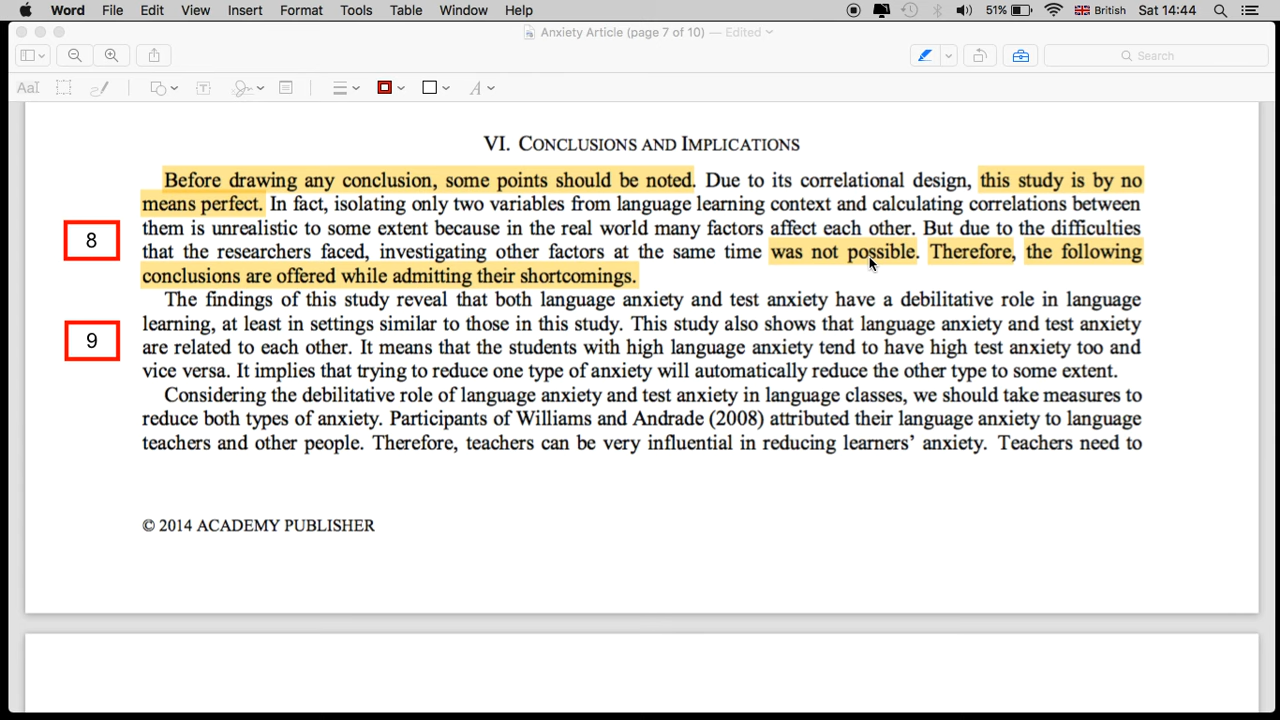 Word File Edit View Insert Format Tools Table Window Help 51% British Sat 14:44
Anxiety Article (page 7 of 10) — Edited
Search
AaI T A
VI. CONCLUSIONS AND IMPLICATIONS
Before drawing any conclusion, some points should be noted. Due to its correlational design, this study is by no
means perfect. In fact, isolating only two variables from language learning context and calculating correlations between
8
them is unrealistic to some extent because in the real world many factors affect each other. But due to the difficulties
that the researchers faced, investigating other factors at the same time was not possible. Therefore, the following
conclusions are offered while admitting their shortcomings.
The findings of this study reveal that both language anxiety and test anxiety have a debilitative role in language
learning, at least in settings similar to those in this study. This study also shows that language anxiety and test anxiety
9
are related to each other. It means that the students with high language anxiety tend to have high test anxiety too and
vice versa. It implies that trying to reduce one type of anxiety will automatically reduce the other type to some extent.
Considering the debilitative role of language anxiety and test anxiety in language classes, we should take measures to
reduce both types of anxiety. Participants of Williams and Andrade (2008) attributed their language anxiety to language
teachers and other people. Therefore, teachers can be very influential in reducing learners’ anxiety. Teachers need to
© 2014 ACADEMY PUBLISHER